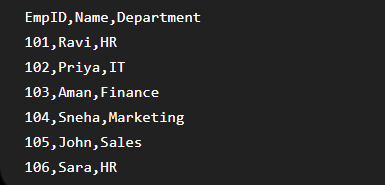 EmpID,Name,Department
101,Ravi,HR
102,Priya,IT
103,Aman,Finance
104,Sneha,Marketing
105,John,Sales
106,Sara,HR